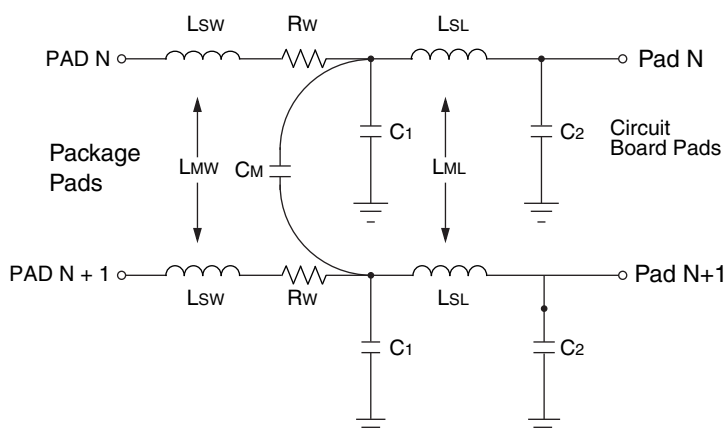 LSW
RW
LSL
PAD N
Pad N
C1
C2
Circuit
Board Pads
Package
Pads
LMW
CM
LML
PAD N + 1
LSW
RW
LSL
Pad N+1
C1
C2